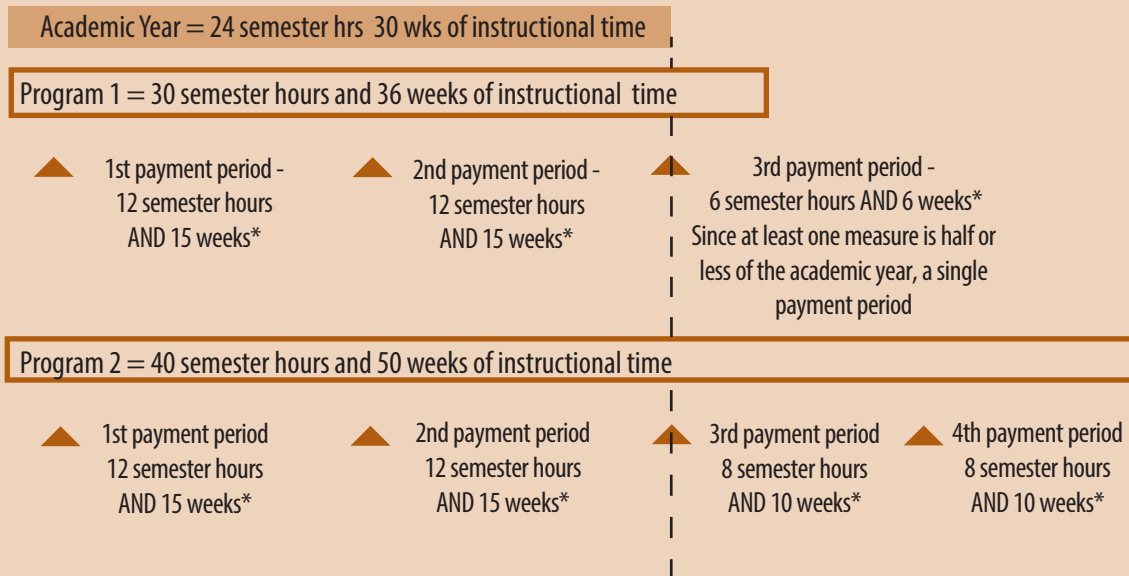 Academic Year = 24 semester hrs 30 wks of instructional time
Program 1 = 30 semester hours and 36 weeks of instructional time
1st payment period -
12 semester hours
AND 15 weeks*
2nd payment period -
12 semester hours
AND 15 weeks*
3rd payment period -
6 semester hours AND 6 weeks*
Since at least one measure is half or
less of the academic year, a single
payment period
Program 2 = 40 semester hours and 50 weeks of instructional time
1st payment period
12 semester hours
AND 15 weeks*
2nd payment period
12 semester hours
AND 15 weeks*
3rd payment period
8 semester hours
AND 10 weeks*
4th payment period
8 semester hours
AND 10 weeks*